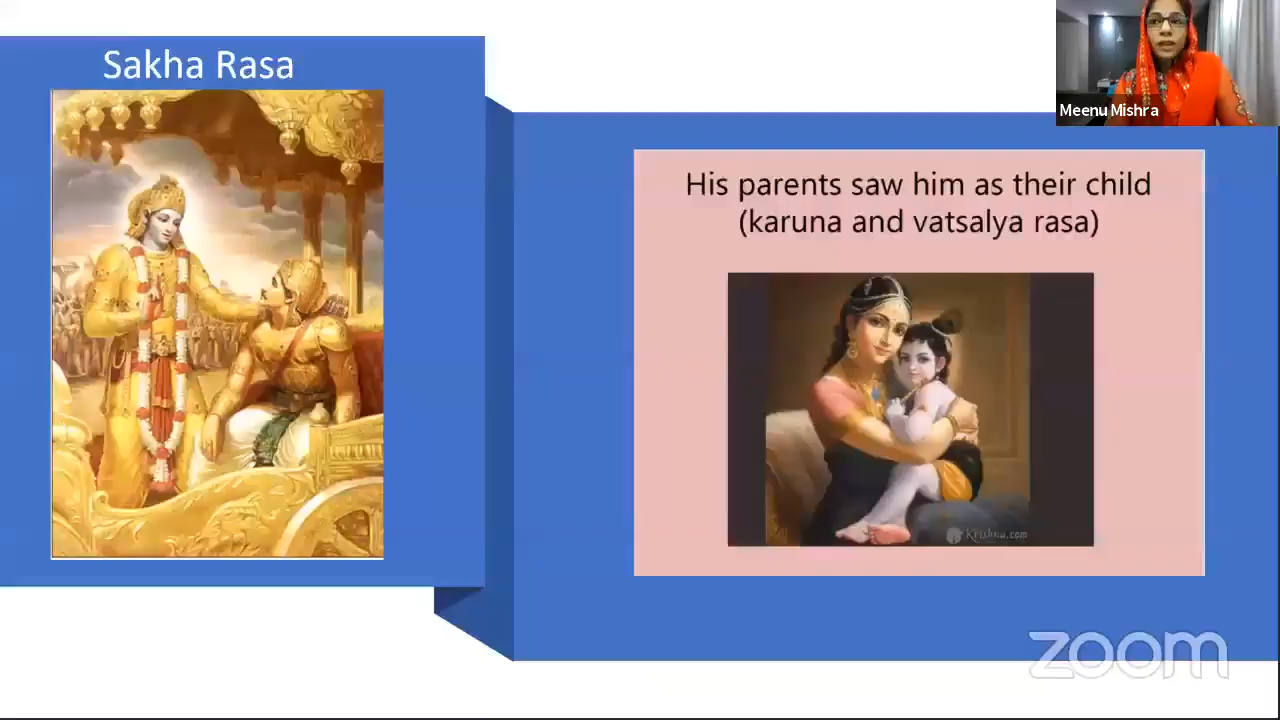 Sakha Rasa
Meenu Mishra
His parents saw him as their child
(karuna and vatsalya rasa)
Krishna.com
zoom